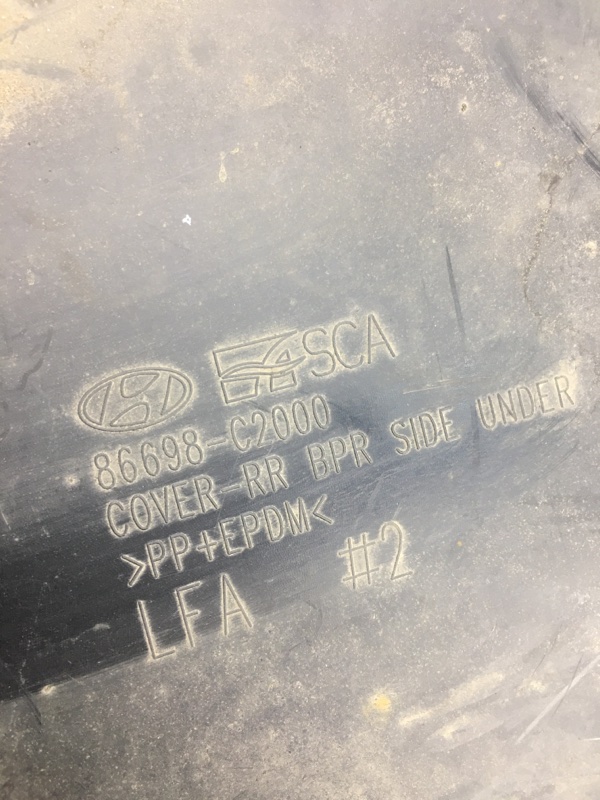 SCA
86698-C2000
COVER-RR BPR SIDE UNDER
>PP+EPDM<
LFA #2